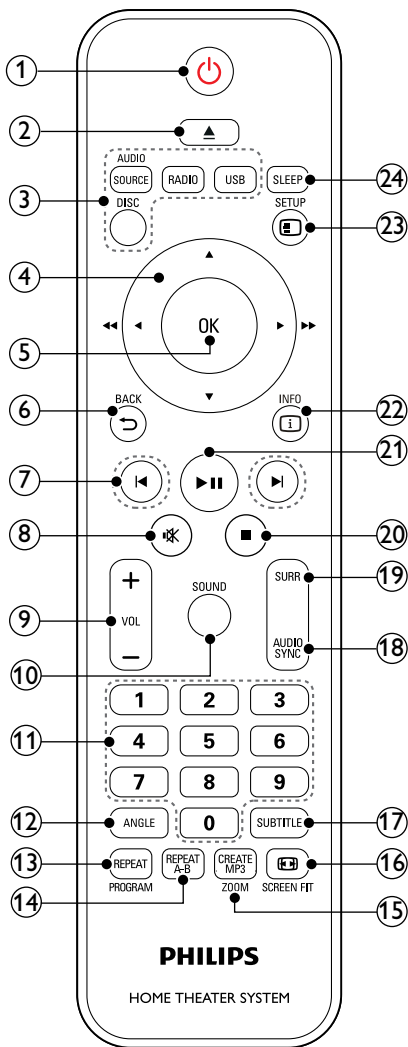 1
2
AUDIO
SOURCE RADIO USB SLEEP 24
3 DISC SETUP
23
4
OK
5
6 BACK INFO 22
21
7
8 20
SURR 19
+ SOUND
9 VOL
AUDIO SYNC 18
–
10
1 2 3
11 4 5 6
7 8 9
12 ANGLE 0 SUBTITLE 17
13 REPEAT REPEAT A-B CREATE MP3 16
PROGRAM ZOOM SCREEN FIT
14 15
PHILIPS
HOME THEATER SYSTEM